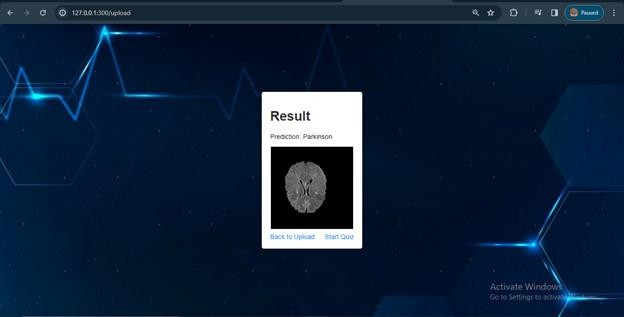 127.0.0.1:300/upload
Paused
Result
Prediction: Parkinson
Back to Upload Start Quiz
Activate Windows
Go to Settings to activate Windows.